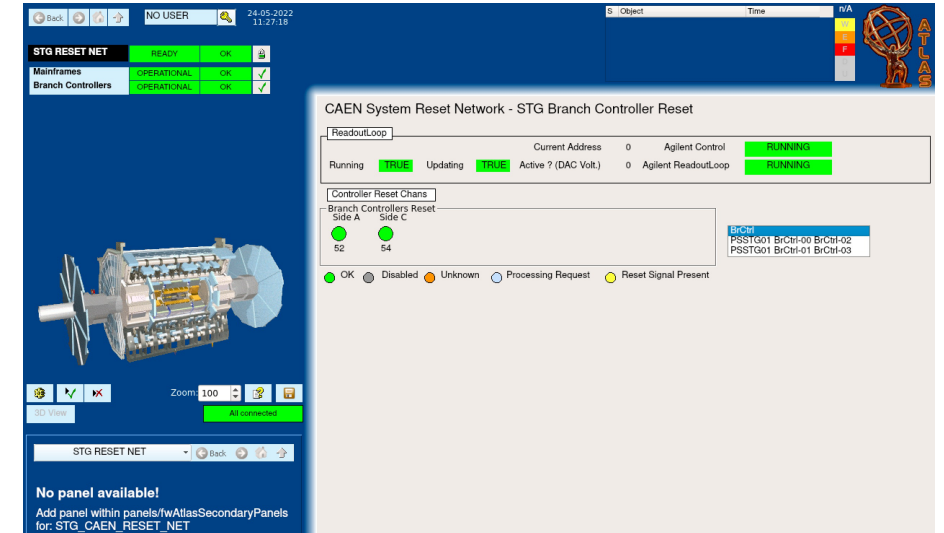 Back
NO USER
24-05-2022
11:27:18
S Object Time
n/A
W
E
F
ATLAS
STG RESET NET READY OK
Mainframes OPERATIONAL OK
Branch Controllers OPERATIONAL OK
CAEN System Reset Network - STG Branch Controller Reset
ReadoutLoop
Current Address 0 Agilent Control RUNNING
Running TRUE Updating TRUE Active ? (DAC Volt.) 0 Agilent ReadoutLoop RUNNING
Controller Reset Chans
Branch Controllers Reset
Side A Side C
52 54
BrCtrl
PSSTG01 BrCtrl-00 BrCtrl-02
PSSTG01 BrCtrl-01 BrCtrl-03
OK Disabled Unknown Processing Request Reset Signal Present
Zoom: 100
3D View All connected
STG RESET NET Back
No panel available!
Add panel within panels/fwAtlasSecondaryPanels
for: STG_CAEN_RESET_NET